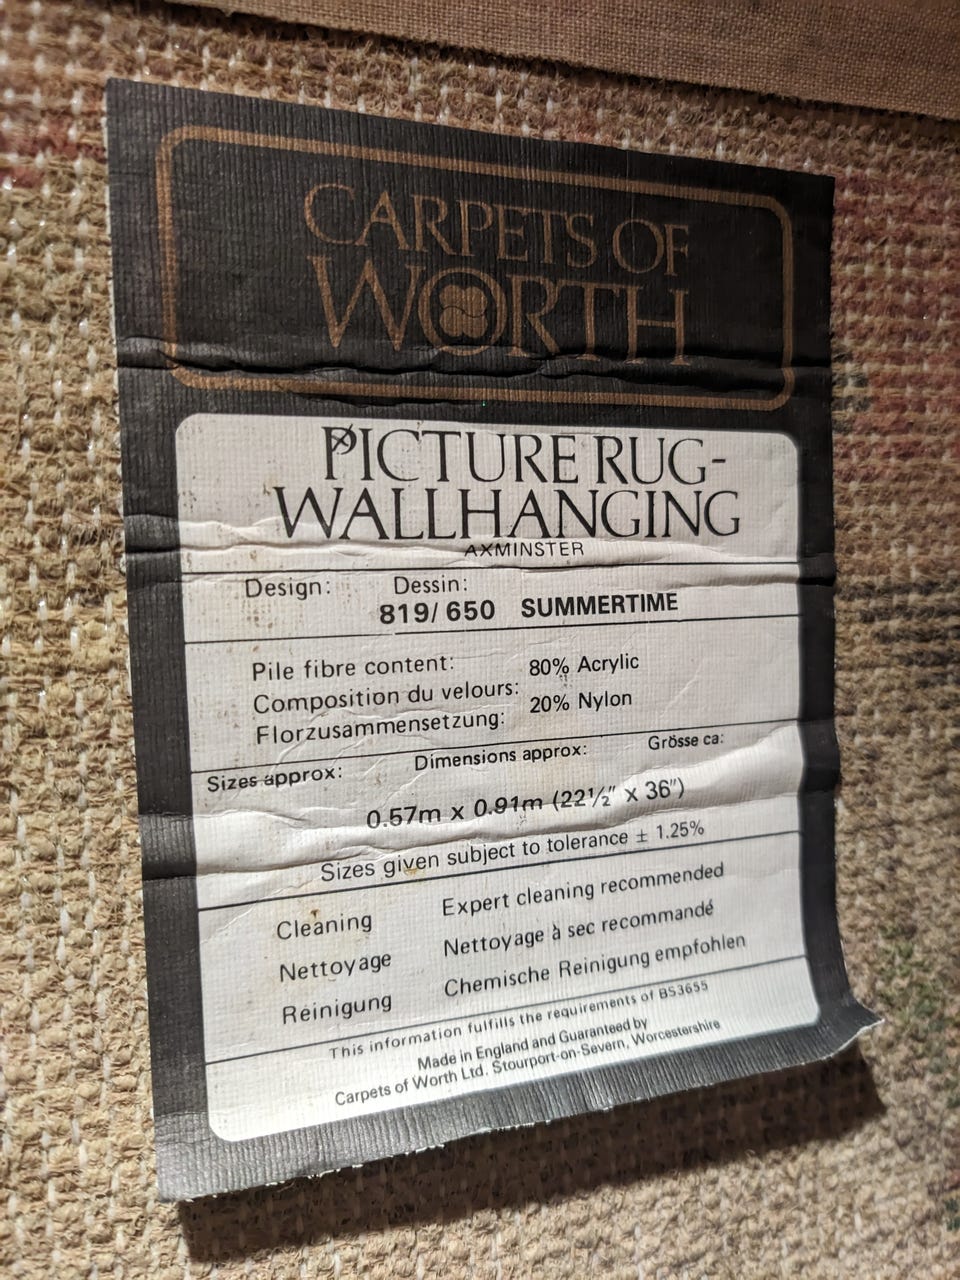 CARPETS OF
WORTH
PICTURE RUG-
WALLHANGING
AXMINSTER
Design: Dessin:
819/650 SUMMERTIME
Pile fibre content: 80% Acrylic
Composition du velours:
Florzusammensetzung: 20% Nylon
Sizes approx: Dimensions approx: Grösse ca:
0.57m x 0.91m (22½" x 36")
Sizes given subject to tolerance ± 1.25%
Cleaning Expert cleaning recommended
Nettoyage Nettoyage à sec recommandé
Reinigung Chemische Reinigung empfohlen
This information fulfills the requirements of BS3655
Made in England and Guaranteed by
Carpets of Worth Ltd. Stourport-on-Severn, Worcestershire